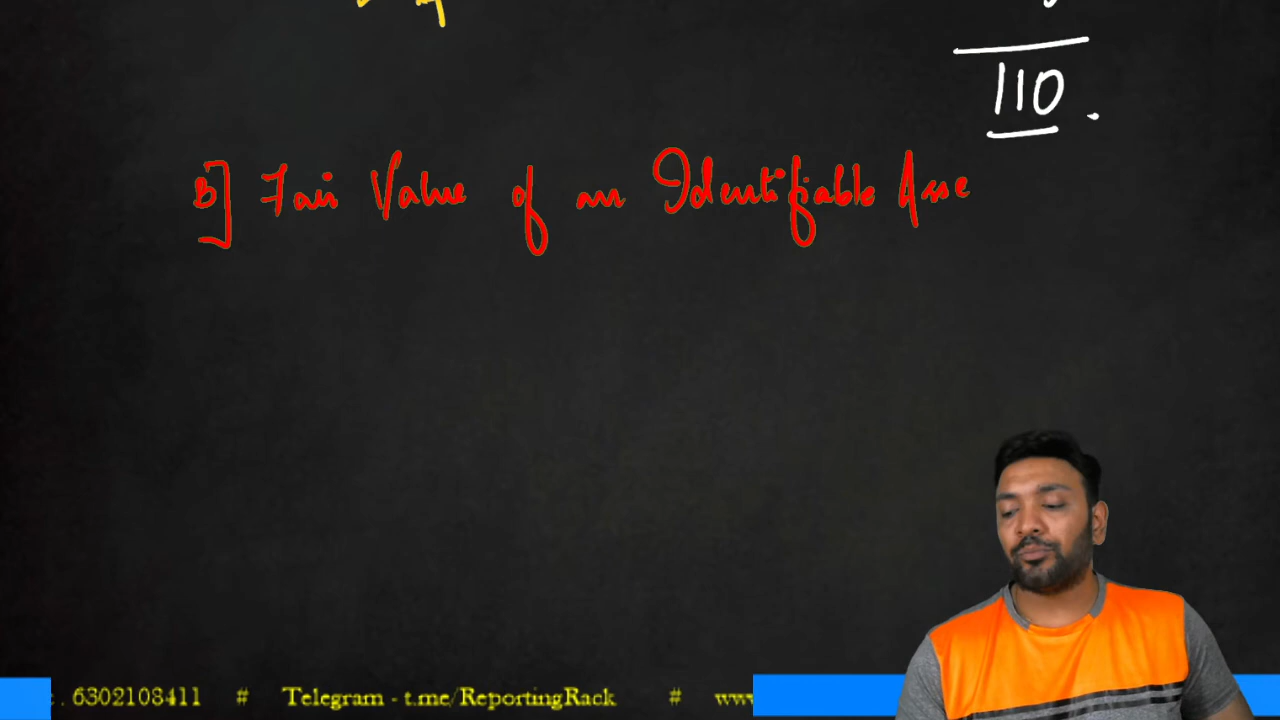 110.
B] Fair Value of an Identifiable Asse
. 6302108411 # Telegram - t.me/ReportingRack # www